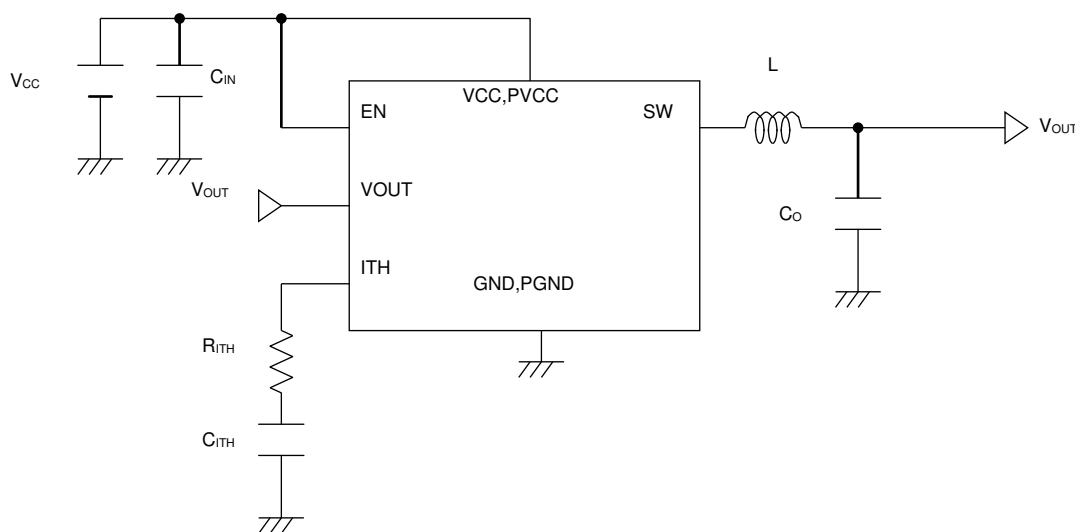 L
VCC
CIN
VCC,PVCC
EN
SW
VOUT
VOUT
VOUT
CO
ITH
GND,PGND
RITH
CITH